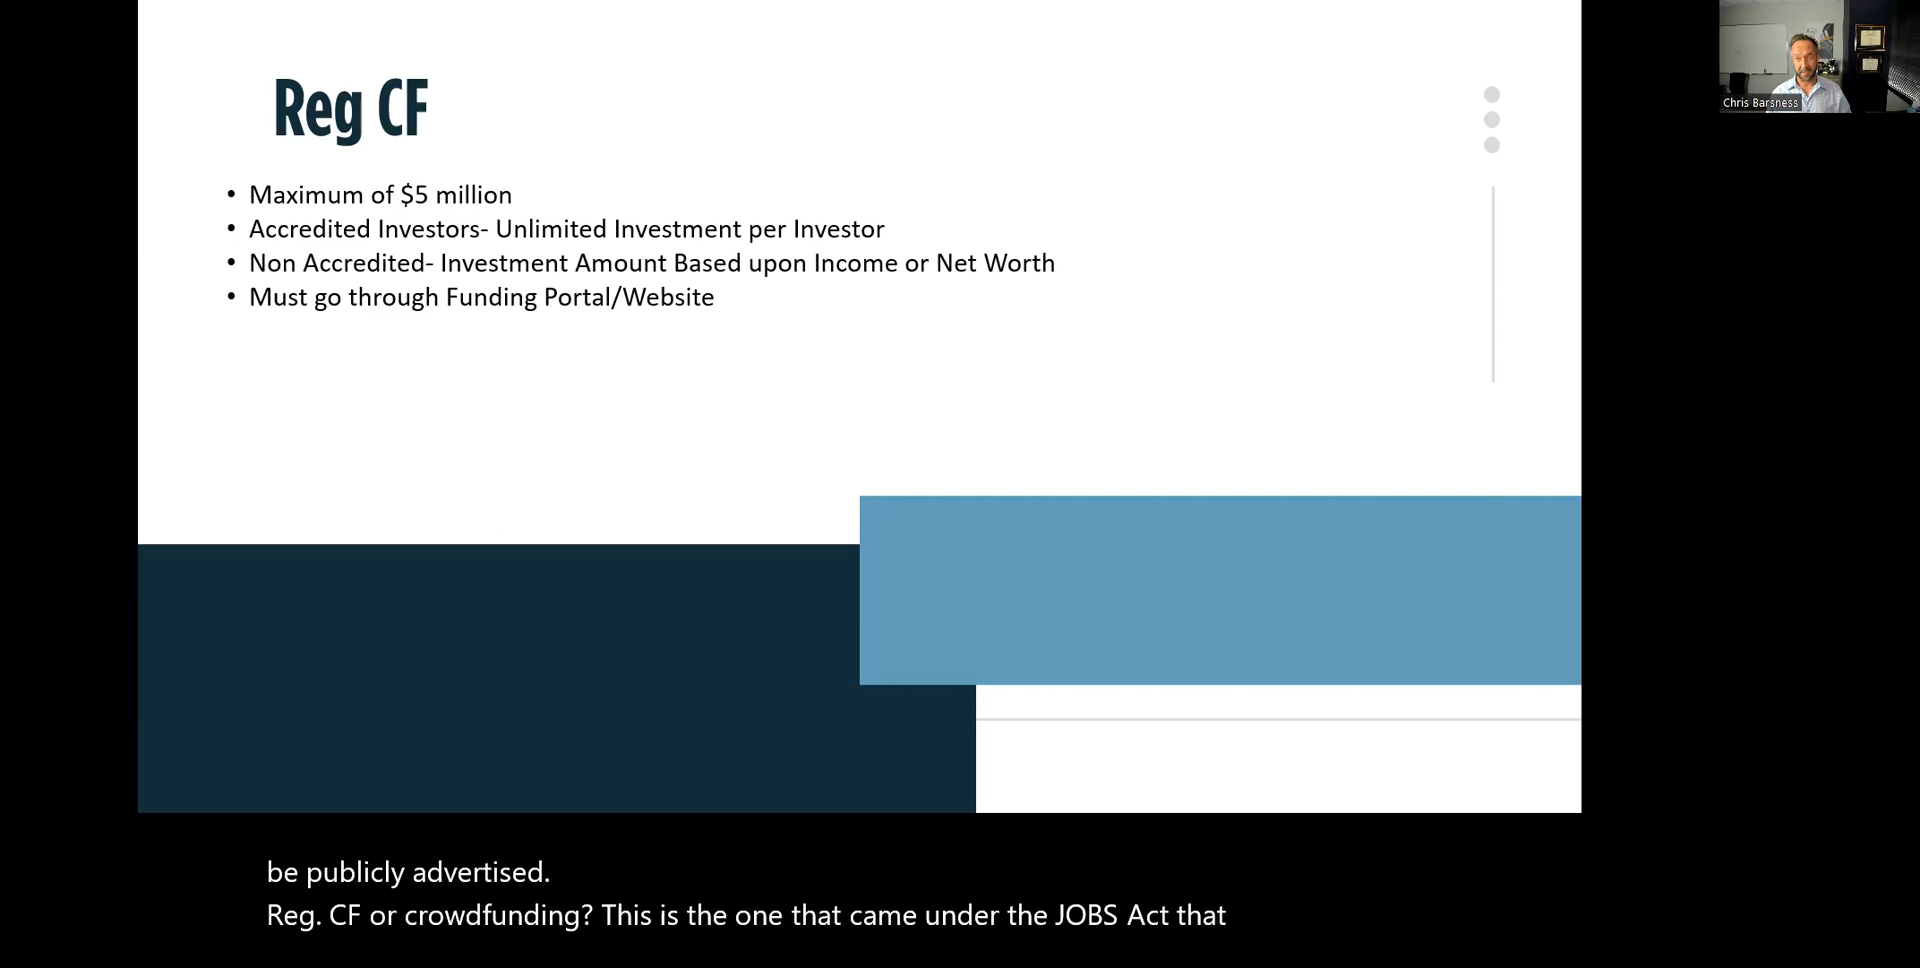 Reg CF
• Maximum of $5 million
• Accredited Investors- Unlimited Investment per Investor
• Non Accredited- Investment Amount Based upon Income or Net Worth
• Must go through Funding Portal/Website
Chris Barsness
be publicly advertised.
Reg. CF or crowdfunding? This is the one that came under the JOBS Act that